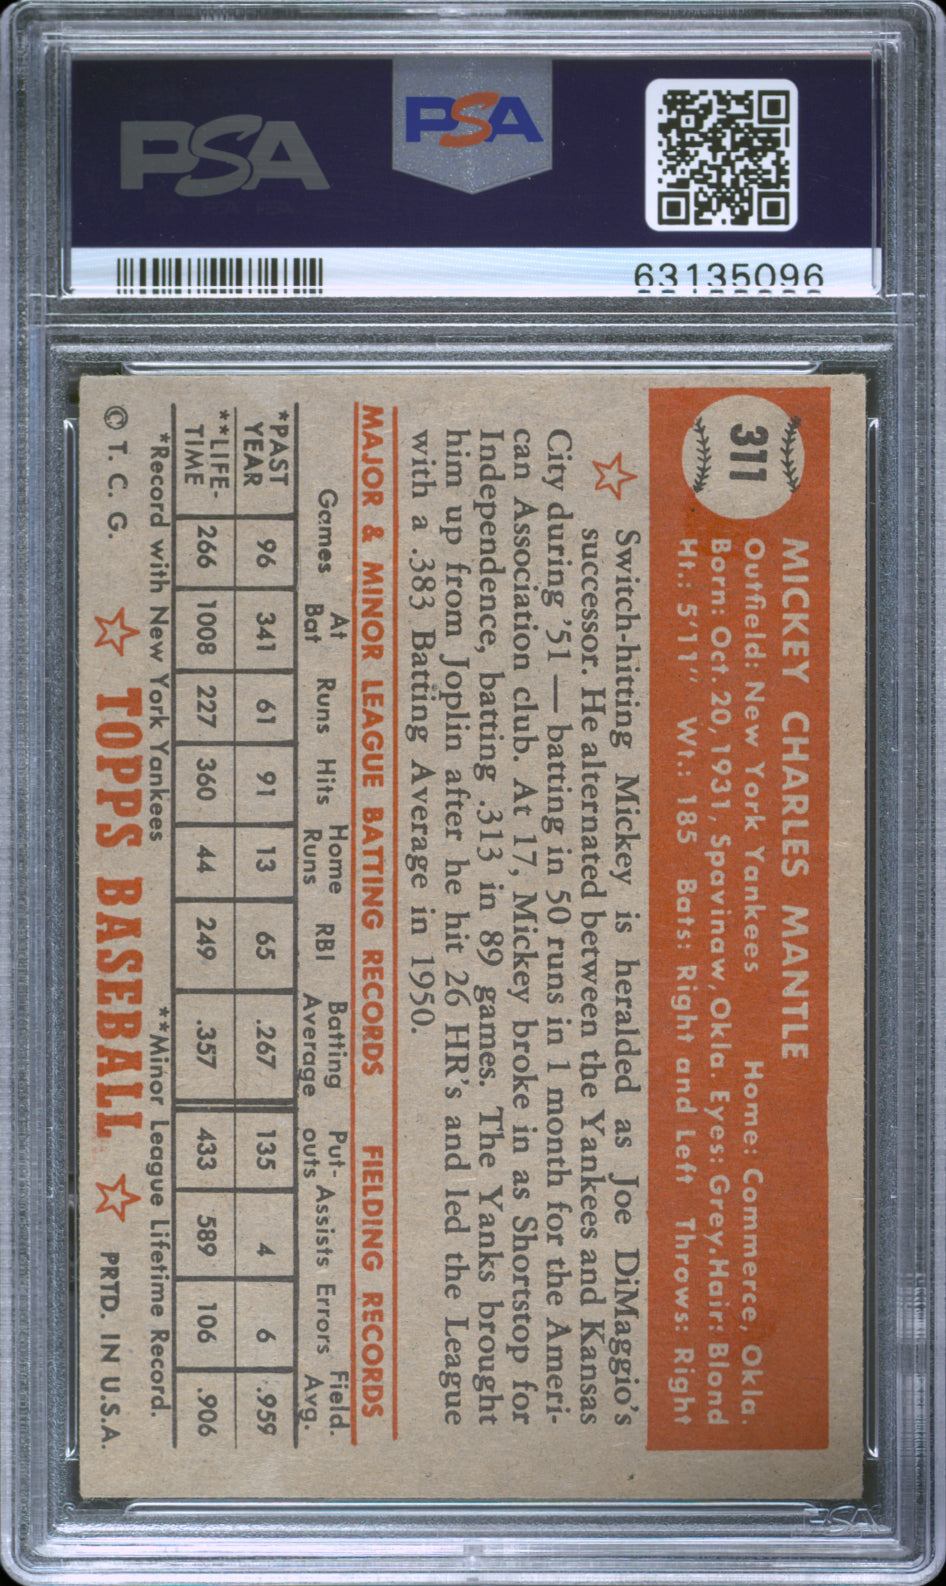 PSA
PSA
63135096
311
MICKEY CHARLES MANTLE
Outfield: New York Yankees Home: Commerce, Okla.
Born: Oct. 20, 1931, Spavinaw, Okla. Eyes: Grey. Hair: Blond
Ht.: 5'11" Wt.: 185 Bats: Right and Left Throws: Right
Switch-hitting Mickey is heralded as Joe DiMaggio's
successor. He alternated between the Yankees and Kansas
City during '51 — batting in 50 runs in 1 month for the Ameri-
can Association club. At 17, Mickey broke in as Shortstop for
Independence, batting .313 in 89 games. The Yanks brought
him up from Joplin after he hit 26 HR's and led the League
with a .383 Batting Average in 1950.
MAJOR & MINOR LEAGUE BATTING RECORDS FIELDING RECORDS
Games At Bat Runs Hits Home Runs RBI Batting Average Put-outs Assists Errors Field. Avg.
*PAST YEAR 96 341 61 91 13 65 .267 135 4 6 .959
**LIFE-TIME 266 1008 227 360 44 249 .357 433 589 106 .906
*Record with New York Yankees **Minor League Lifetime Record.
© T. C. G. TOPPS BASEBALL PRTD. IN U.S.A.
PSA